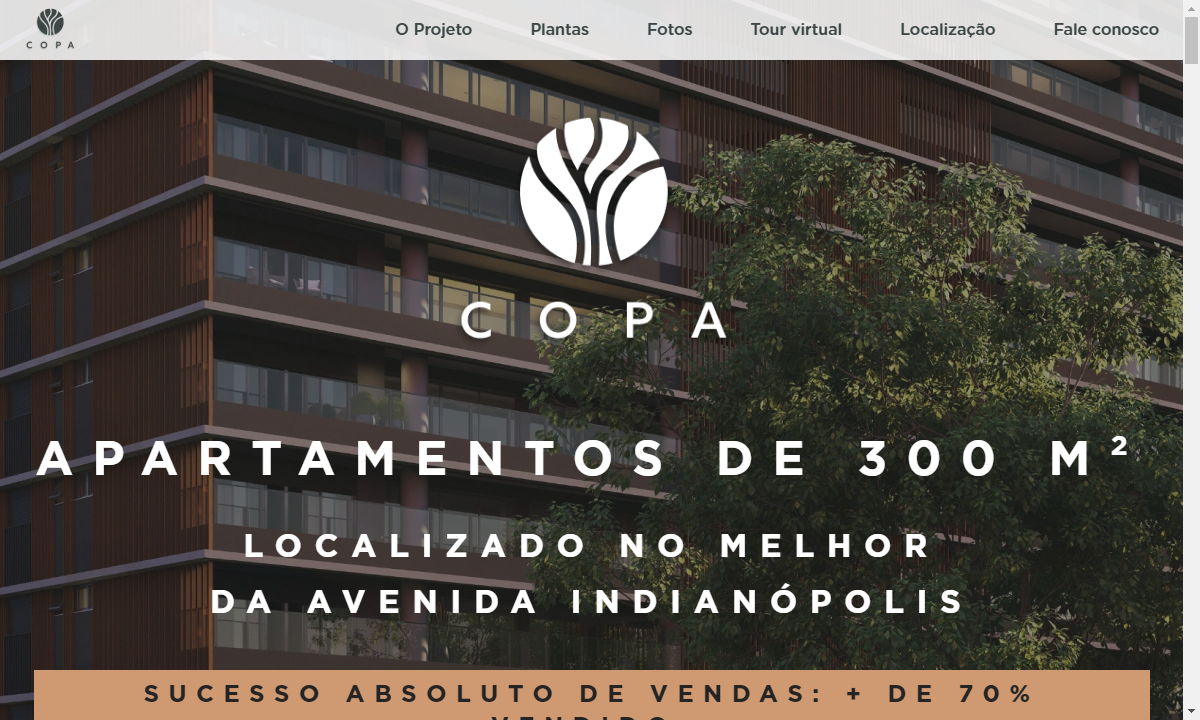 COPA
O Projeto
Plantas
Fotos
Tour virtual
Localização
Fale conosco
COPA
APARTAMENTOS DE 300 M²
LOCALIZADO NO MELHOR
DA AVENIDA INDIANÓPOLIS
SUCESSO ABSOLUTO DE VENDAS: + DE 70%
VENDIDO